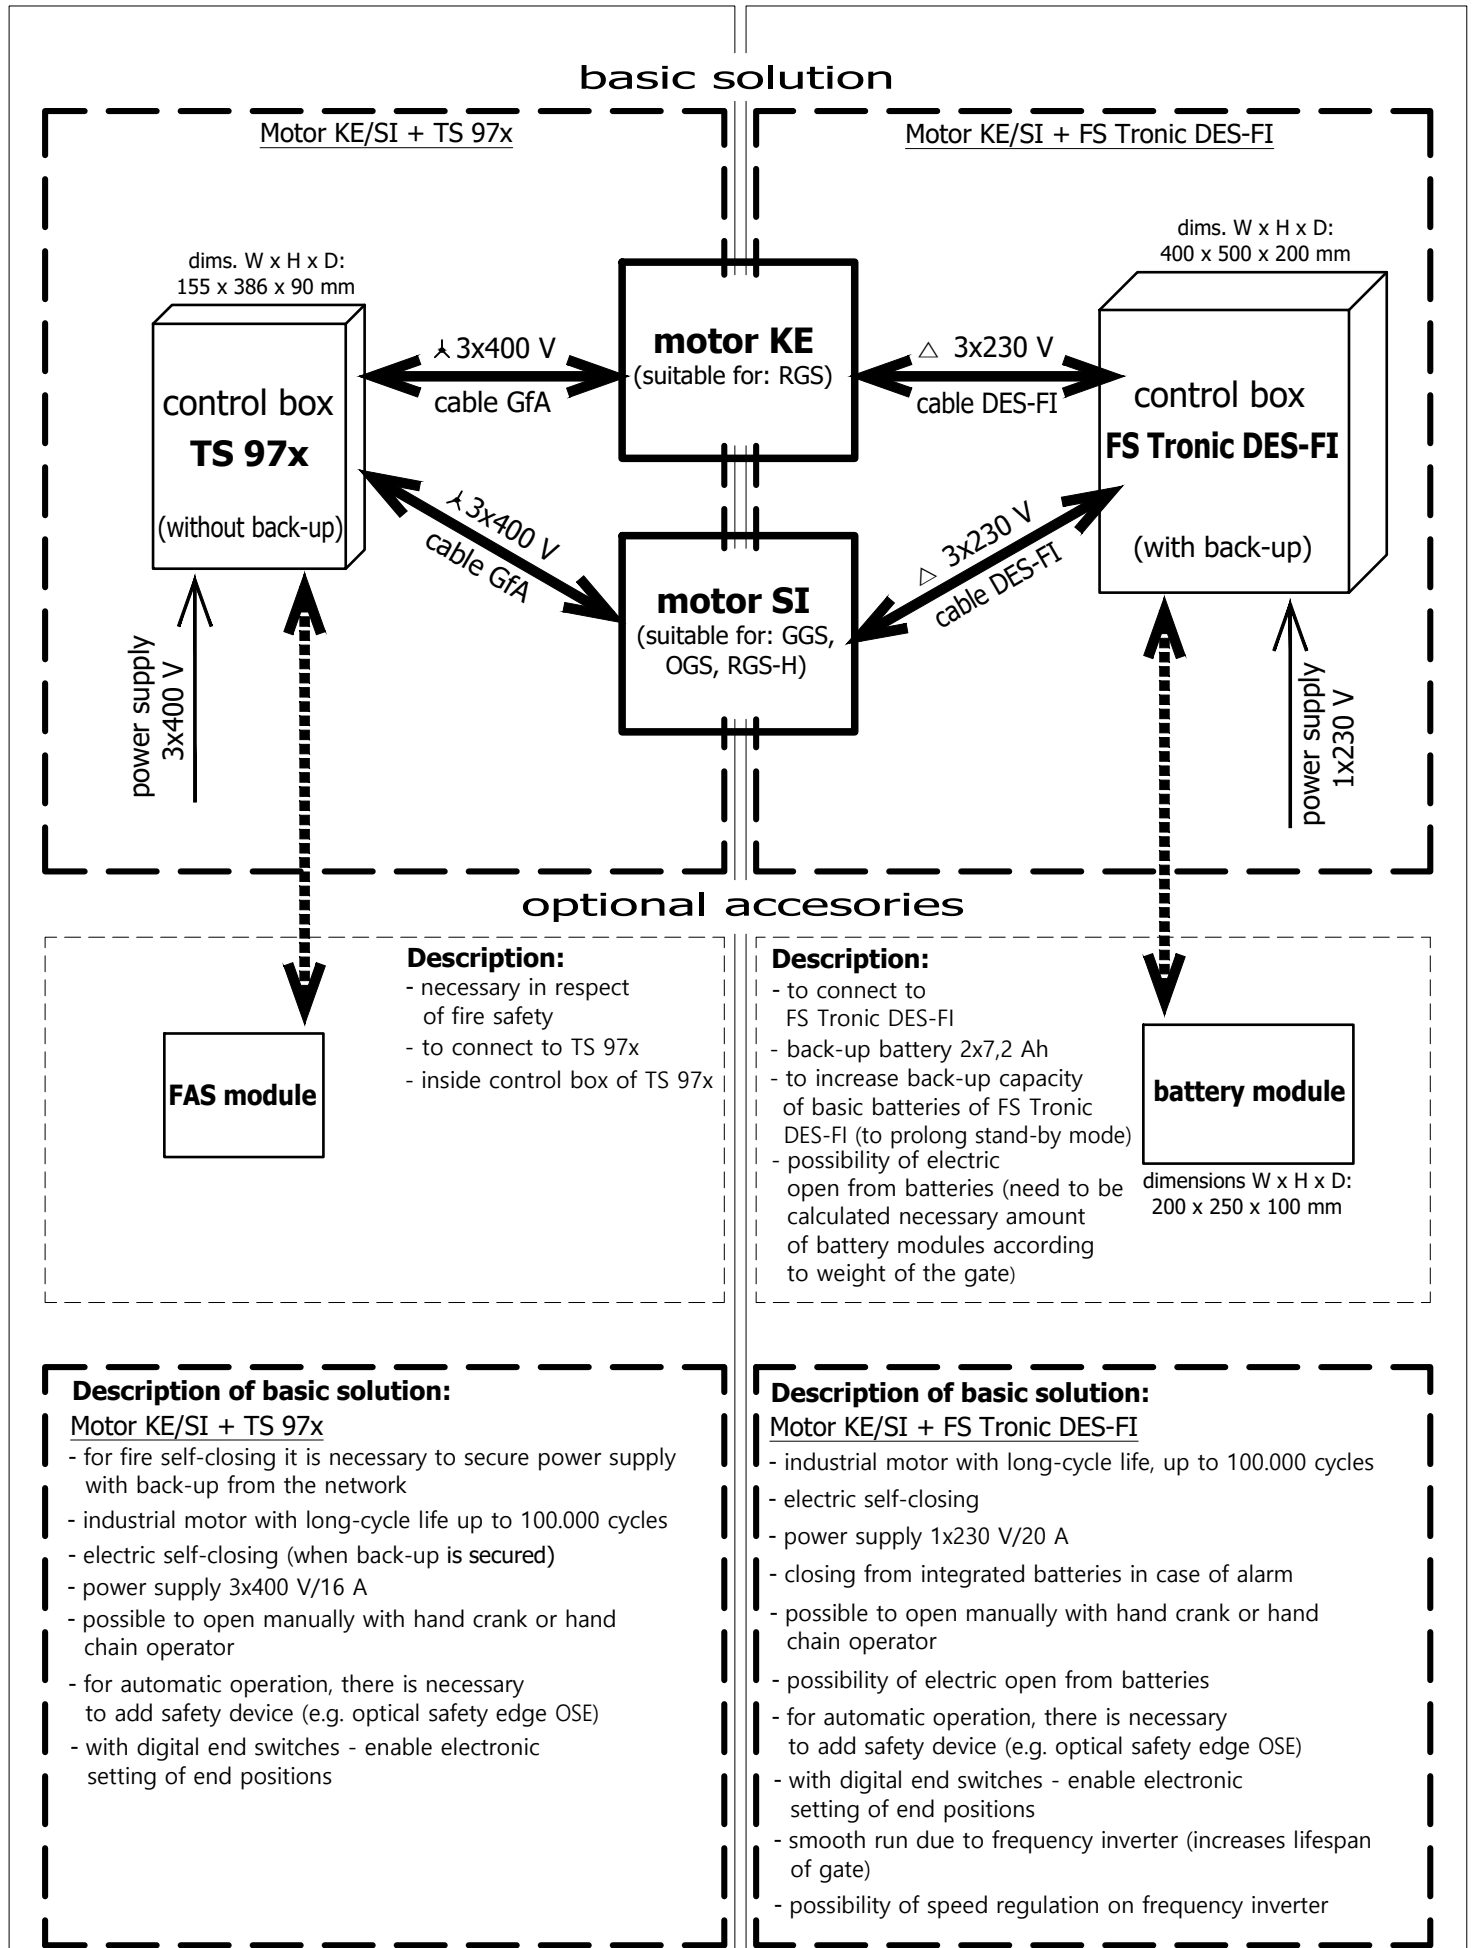 basic solution
Motor KE/SI + TS 97x
dims. W x H x D:
155 x 386 x 90 mm
control box
TS 97x
(without back-up)
power supply
3x400 V
3x400 V
cable GfA
3x400 V
cable GfA
motor KE
(suitable for: RGS)
motor SI
(suitable for: GGS,
OGS, RGS-H)
Motor KE/SI + FS Tronic DES-FI
dims. W x H x D:
400 x 500 x 200 mm
△ 3x230 V
cable DES-FI
△ 3x230 V
cable DES-FI
control box
FS Tronic DES-FI
(with back-up)
power supply
1x230 V
optional accesories
FAS module
Description:
- necessary in respect
of fire safety
- to connect to TS 97x
- inside control box of TS 97x
Description:
- to connect to
FS Tronic DES-FI
- back-up battery 2x7,2 Ah
- to increase back-up capacity
of basic batteries of FS Tronic
DES-FI (to prolong stand-by mode)
- possibility of electric
open from batteries (need to be
calculated necessary amount
of battery modules according
to weight of the gate)
battery module
dimensions W x H x D:
200 x 250 x 100 mm
Description of basic solution:
Motor KE/SI + TS 97x
- for fire self-closing it is necessary to secure power supply
with back-up from the network
- industrial motor with long-cycle life up to 100.000 cycles
- electric self-closing (when back-up is secured)
- power supply 3x400 V/16 A
- possible to open manually with hand crank or hand
chain operator
- for automatic operation, there is necessary
to add safety device (e.g. optical safety edge OSE)
- with digital end switches - enable electronic
setting of end positions
Description of basic solution:
Motor KE/SI + FS Tronic DES-FI
- industrial motor with long-cycle life, up to 100.000 cycles
- electric self-closing
- power supply 1x230 V/20 A
- closing from integrated batteries in case of alarm
- possible to open manually with hand crank or hand
chain operator
- possibility of electric open from batteries
- for automatic operation, there is necessary
to add safety device (e.g. optical safety edge OSE)
- with digital end switches - enable electronic
setting of end positions
- smooth run due to frequency inverter (increases lifespan
of gate)
- possibility of speed regulation on frequency inverter